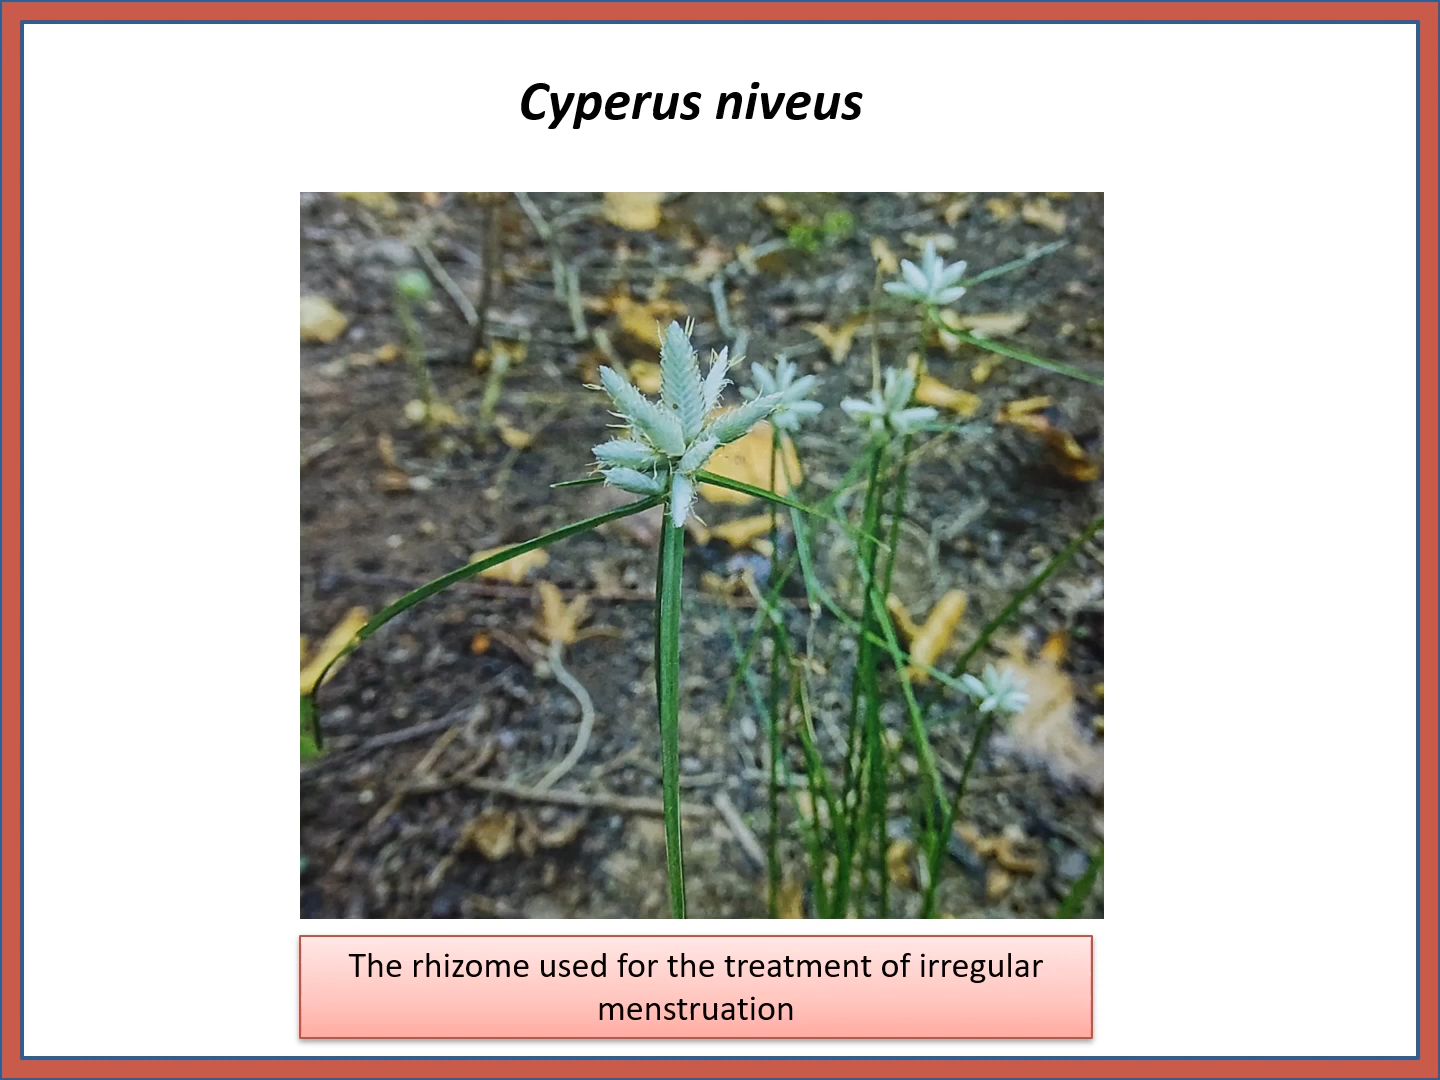 Cyperus niveus
The rhizome used for the treatment of irregular
menstruation